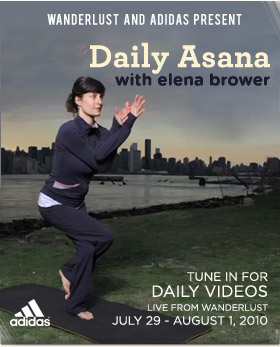 WANDERLUST AND ADIDAS PRESENT
Daily Asana
with elena brower
TUNE IN FOR
DAILY VIDEOS
LIVE FROM WANDERLUST
JULY 29 - AUGUST 1, 2010
adidas